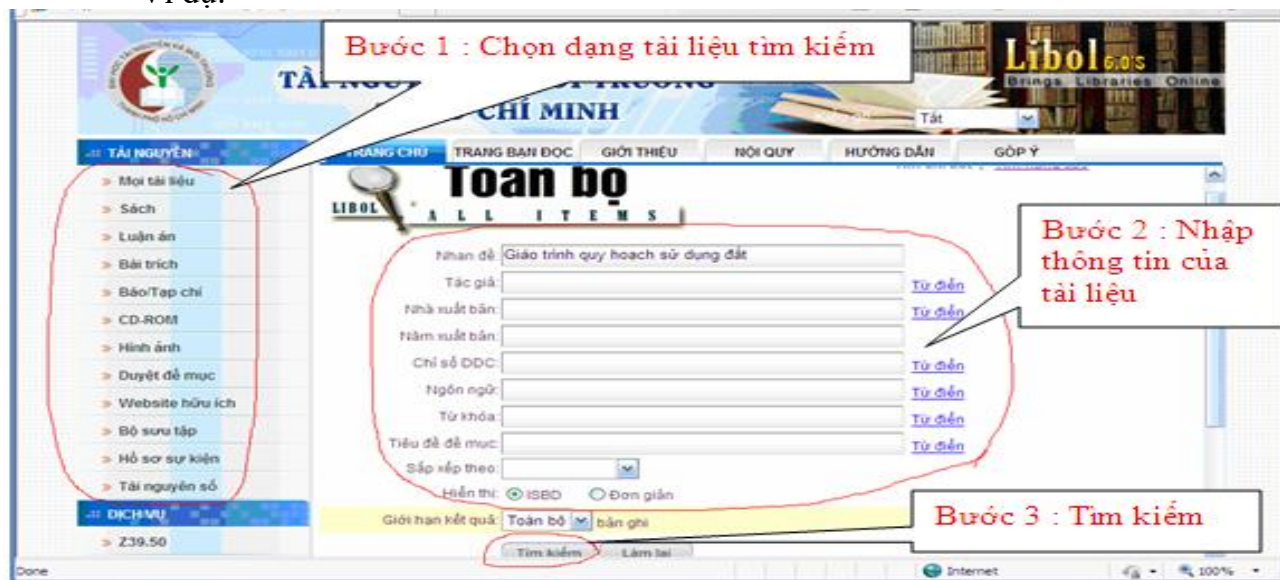 Ví dụ:
Bước 1 : Chọn dạng tài liệu tìm kiếm
Libol 6.0's
Brings Libraries Online
TÀI
CHÍ MINH
Tắt
TÀI NGUYÊN
TRANG CHỦ TRANG BẠN ĐỌC GIỚI THIỆU NỘI QUY HƯỚNG DẪN GÓP Ý
Mọi tài liệu
Sách
Luận án
Bài trích
Báo/Tạp chí
CD-ROM
Hình ảnh
Duyệt đề mục
Website hữu ích
Bộ sưu tập
Hồ sơ sự kiện
Tài nguyên số
DỊCH VỤ
Z39.50
Toàn bộ
LIBOL ALL ITEMS
Nhan đề: Giáo trình quy hoạch sử dụng đất
Tác giả: Từ điển
Nhà xuất bản: Từ điển
Năm xuất bản:
Chỉ số DDC: Từ điển
Ngôn ngữ: Từ điển
Từ khóa: Từ điển
Tiêu đề đề mục: Từ điển
Sắp xếp theo:
Hiển thị: ISBD Đơn giản
Giới hạn kết quả: Toàn bộ bản ghi
Tìm kiếm Làm lại
Bước 2 : Nhập
thông tin của
tài liệu
Bước 3 : Tìm kiếm
Done Internet 100%